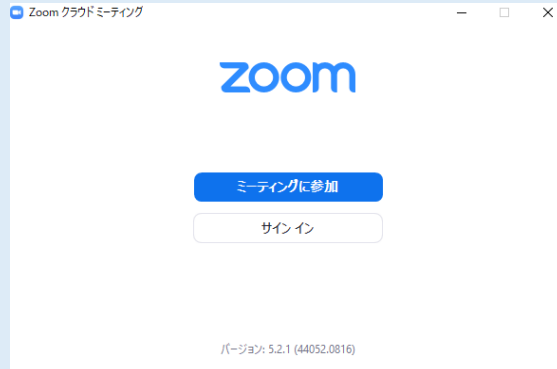 Zoom クラウド ミーティング
zoom
ミーティングに参加
サイン イン
バージョン: 5.2.1 (44052.0816)